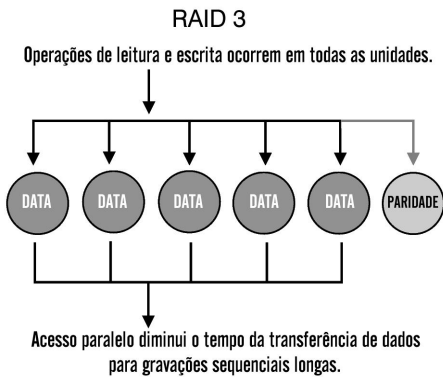 RAID 3
Operações de leitura e escrita ocorrem em todas as unidades.
DATA DATA DATA DATA DATA PARIDADE
Acesso paralelo diminui o tempo da transferência de dados
para gravações sequenciais longas.